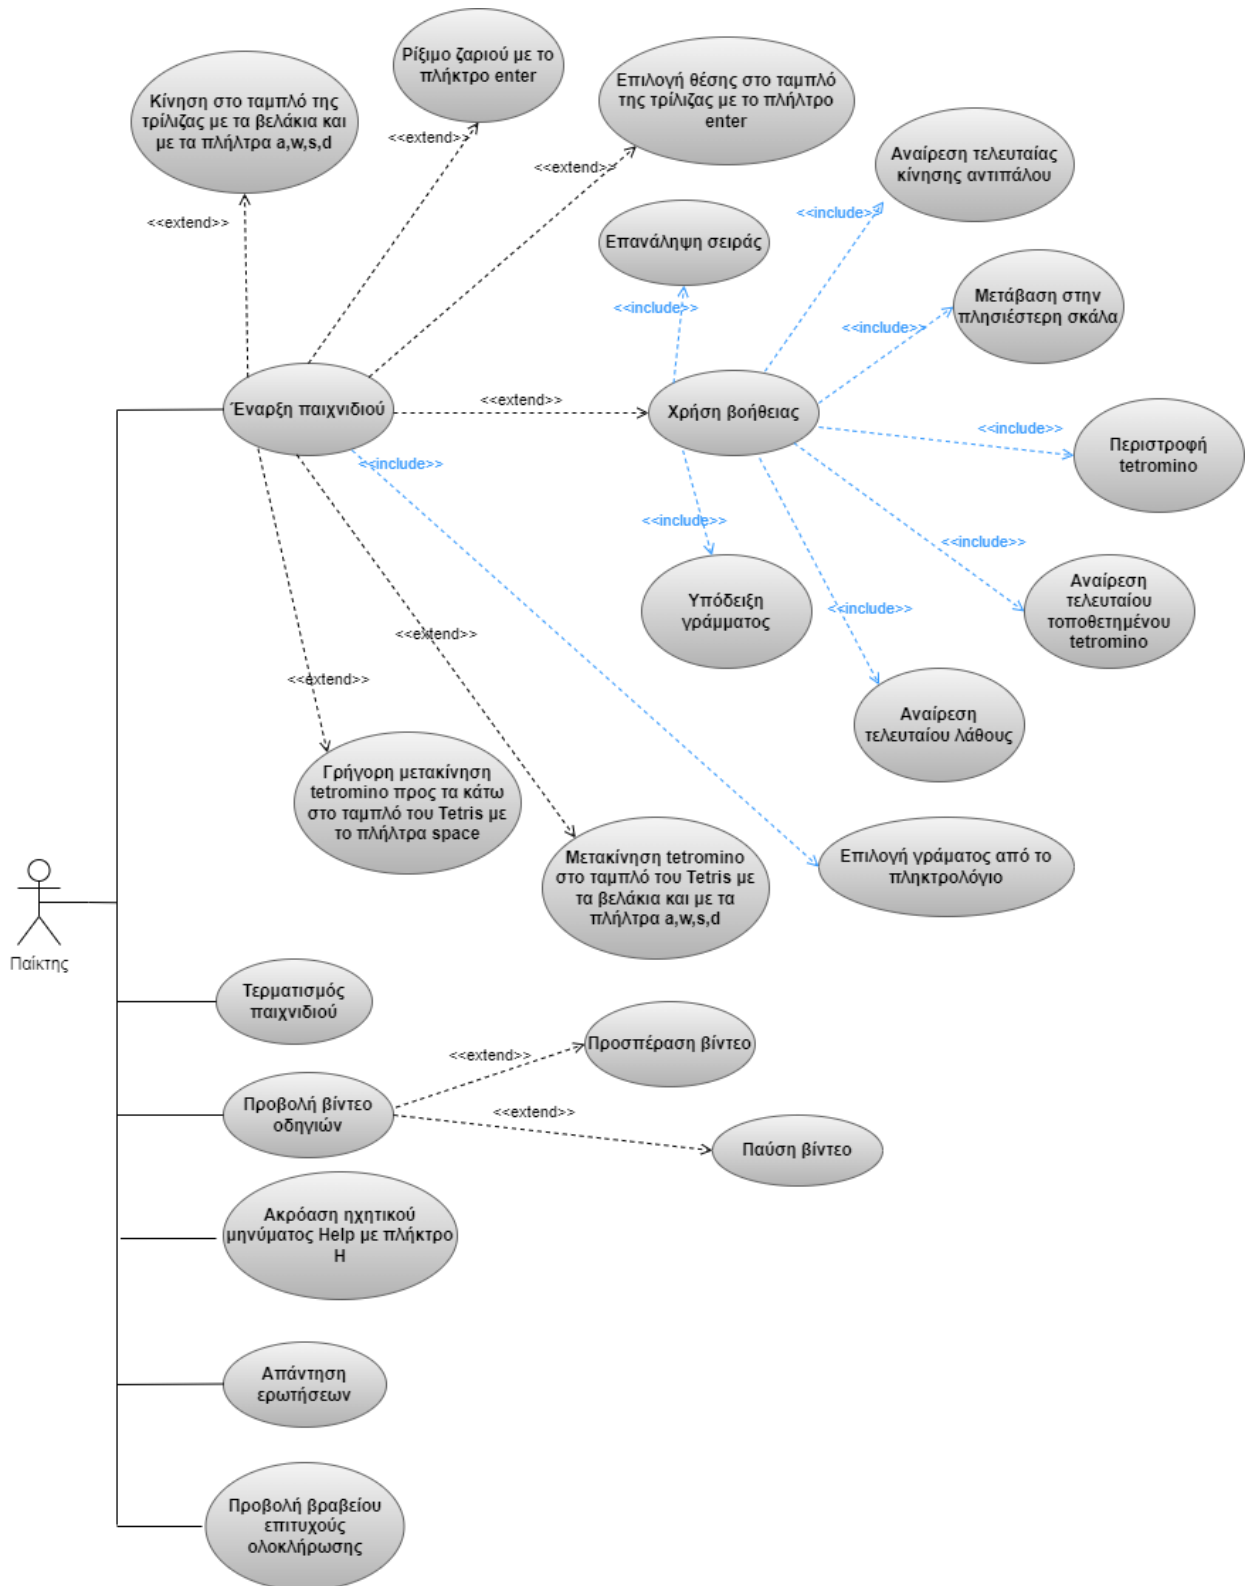 Ρίξιμο ζαριού με το
πλήκτρο enter
Επιλογή θέσης στο ταμπλό
της τρίλιζας με το πλήλτρο
enter
Κίνηση στο ταμπλό της
τρίλιζας με τα βελάκια και
με τα πλήλτρα a,w,s,d
<<extend>>
<<extend>>
<<extend>>
Αναίρεση τελευταίας
κίνησης αντιπάλου
<<include>>
Επανάληψη σειράς
<<include>>
Μετάβαση στην
πλησιέστερη σκάλα
<<include>>
Έναρξη παιχνιδιού
<<extend>>
Χρήση βοήθειας
<<include>>
Περιστροφή
tetromino
<<include>>
<<include>>
<<include>>
Αναίρεση
τελευταίου
τοποθετημένου
tetromino
Υπόδειξη
γράμματος
<<include>>
<<extend>>
<<extend>>
Αναίρεση
τελευταίου λάθους
Γρήγορη μετακίνηση
tetromino προς τα κάτω
στο ταμπλό του Tetris με
το πλήλτρα space
Μετακίνηση tetromino
στο ταμπλό του Tetris με
τα βελάκια και με τα
πλήλτρα a,w,s,d
Επιλογή γράματος από το
πληκτρολόγιο
Παίκτης
Τερματισμός
παιχνιδιού
Προβολή βίντεο
οδηγιών
<<extend>>
Προσπέραση βίντεο
<<extend>>
Παύση βίντεο
Ακρόαση ηχητικού
μηνύματος Help με πλήκτρο
H
Απάντηση
ερωτήσεων
Προβολή βραβείου
επιτυχούς
ολοκλήρωσης